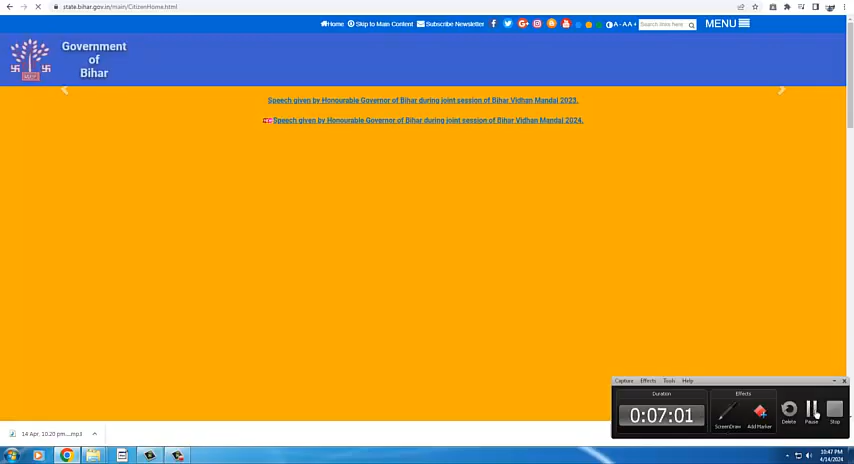 state.bihar.gov.in/main/CitizenHome.html
Home Skip to Main Content Subscribe Newsletter A - A A + Search links here MENU
Government
of
Bihar
Speech given by Honourable Governor of Bihar during joint session of Bihar Vidhan Mandal 2023.
Speech given by Honourable Governor of Bihar during joint session of Bihar Vidhan Mandal 2024.
Capture Effects Tools Help
Duration Effects
0:07:01
ScreenDraw Add Marker Delete Pause Stop
14 Apr, 10.20 pm....mp3
10:47 PM
4/14/2024